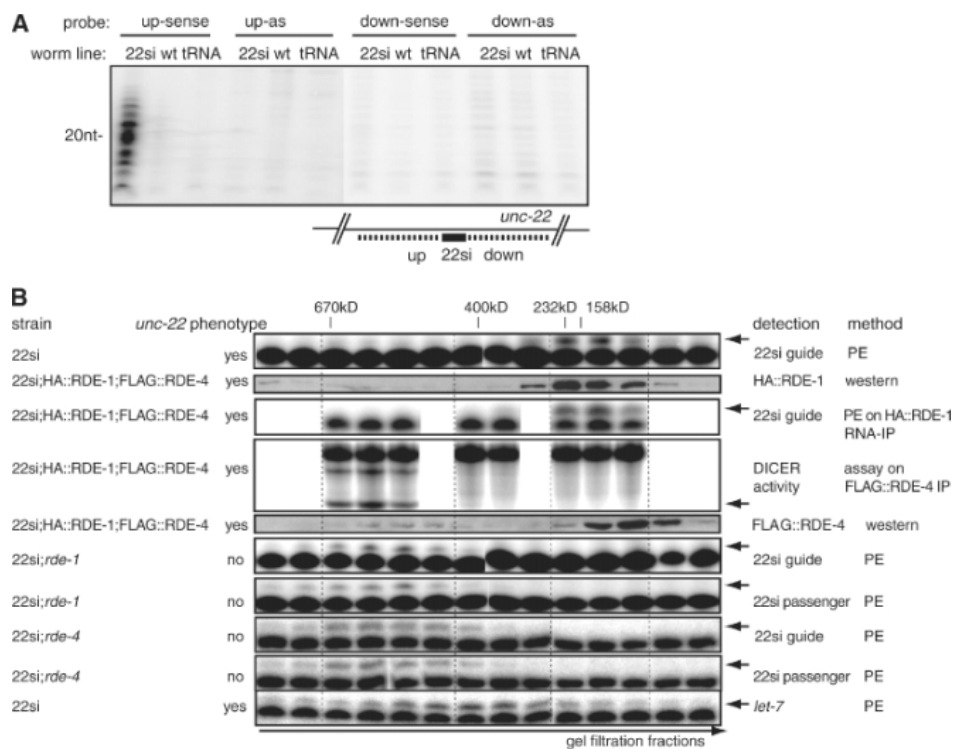 A
probe: up-sense up-as down-sense down-as
worm line: 22si wt tRNA 22si wt tRNA 22si wt tRNA 22si wt tRNA
20nt-
unc-22
up 22si down
B
670kD 400kD 232kD 158kD
strain unc-22 phenotype detection method
22si yes 22si guide PE
22si;HA::RDE-1;FLAG::RDE-4 yes HA::RDE-1 western
22si;HA::RDE-1;FLAG::RDE-4 yes 22si guide PE on HA::RDE-1
RNA-IP
22si;HA::RDE-1;FLAG::RDE-4 yes DICER assay on
activity FLAG::RDE-4 IP
22si;HA::RDE-1;FLAG::RDE-4 yes FLAG::RDE-4 western
22si;rde-1 no 22si guide PE
22si;rde-1 no 22si passenger PE
22si;rde-4 no 22si guide PE
22si;rde-4 no 22si passenger PE
22si yes let-7 PE
gel filtration fractions